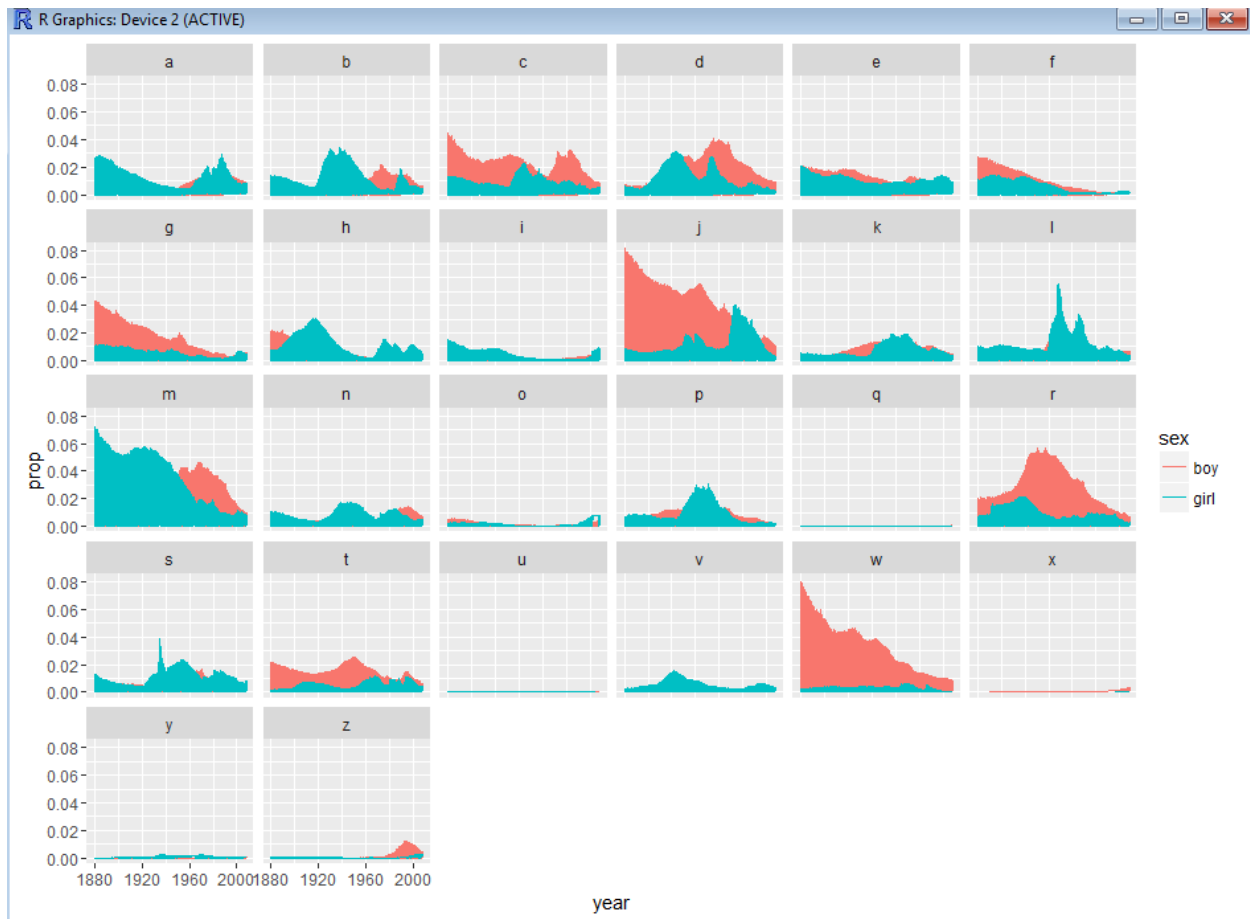 R Graphics: Device 2 (ACTIVE)
a b c d e f
0.08
0.06
0.04
0.02
0.00
g h i j k l
0.08
0.06
0.04
0.02
0.00
m n o p q r
0.08
0.06
0.04
0.02
0.00
prop
sex
boy
girl
s t u v w x
0.08
0.06
0.04
0.02
0.00
y z
0.08
0.06
0.04
0.02
0.00
1880 1920 1960 2000 1880 1920 1960 2000
year